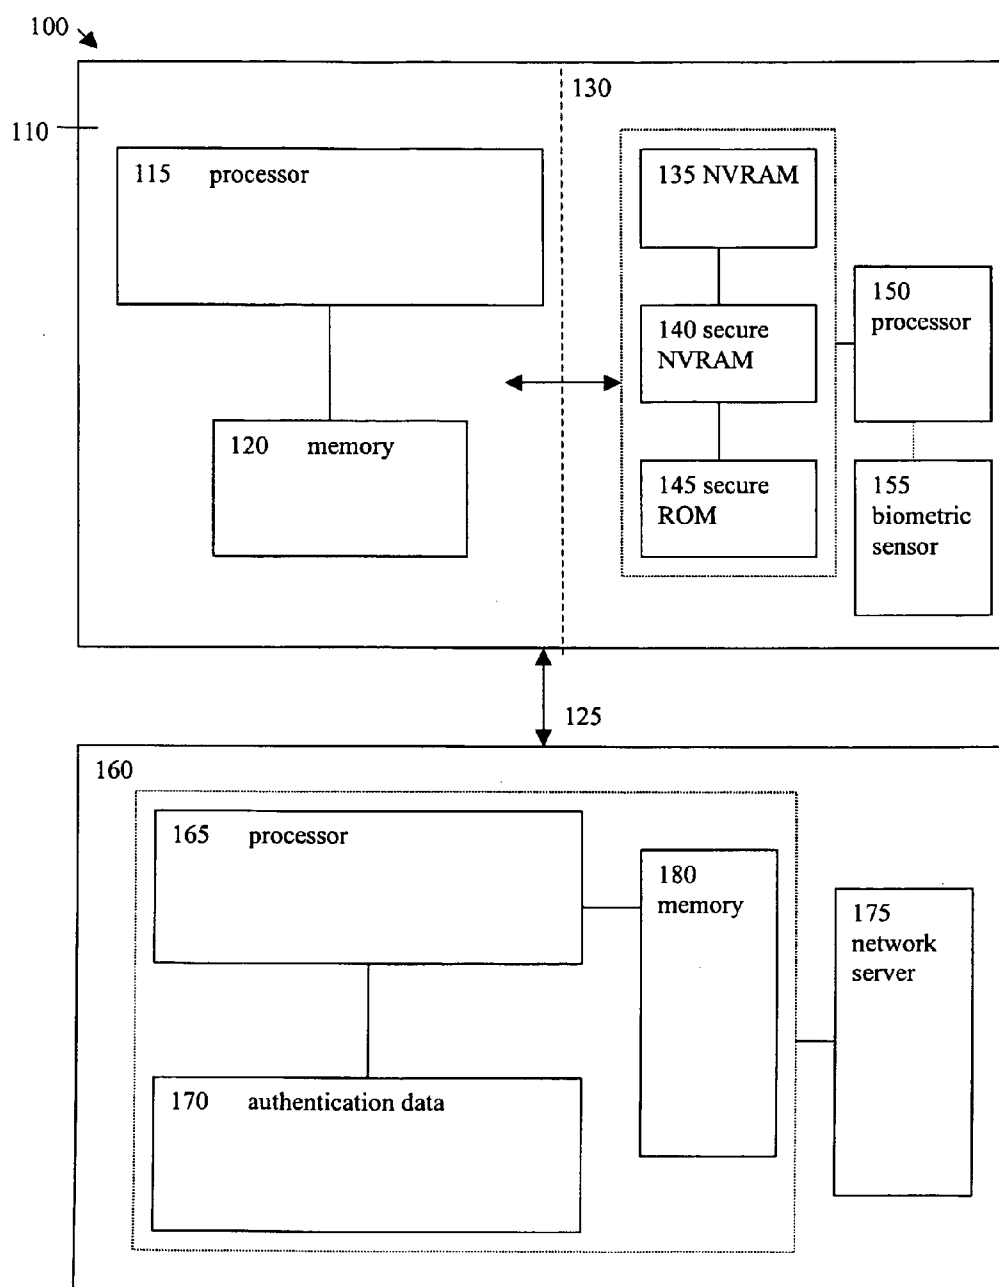 100
110
130
115 processor
135 NVRAM
150
processor
140 secure
NVRAM
120 memory
145 secure
ROM
155
biometric
sensor
125
160
165 processor
180
memory
175
network
server
170 authentication data